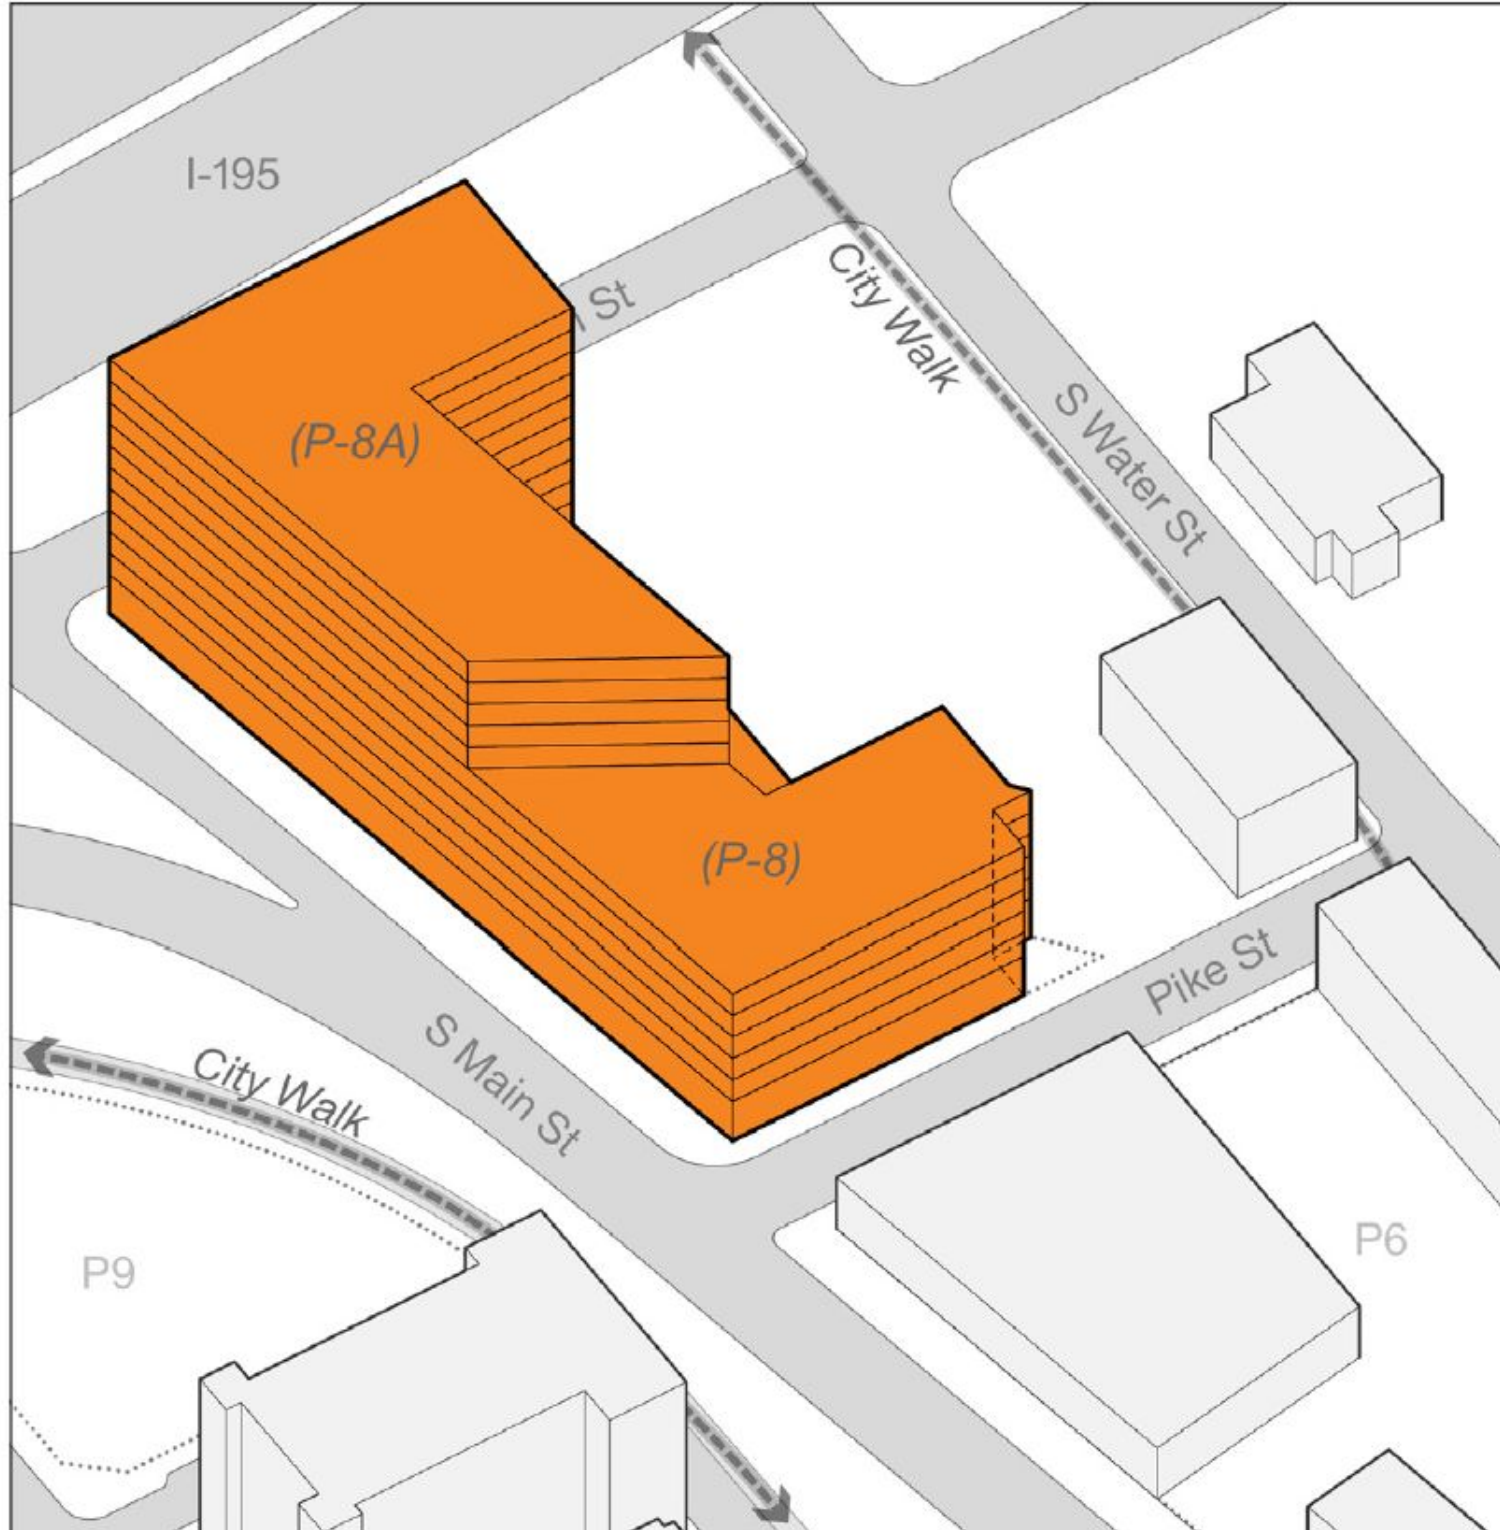 I-195
St
City Walk
(P-8A)
S Water St
(P-8)
Pike St
S Main St
City Walk
P6
P9